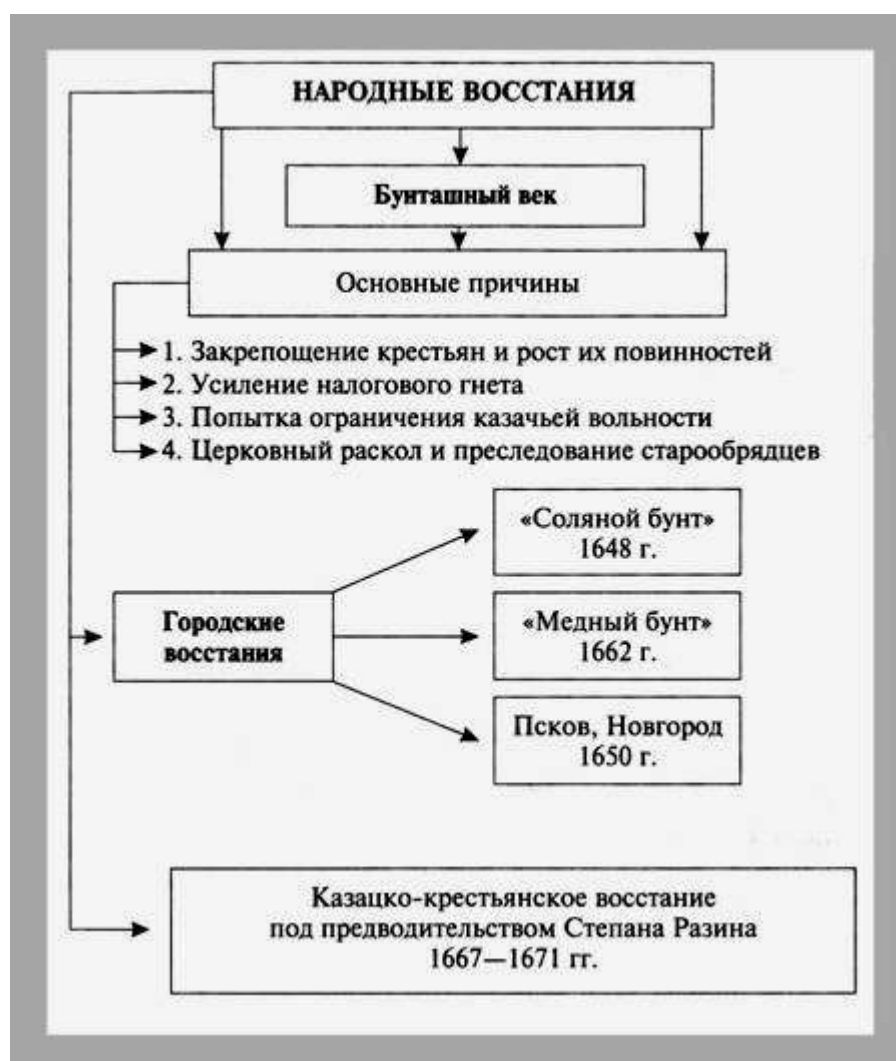 НАРОДНЫЕ ВОССТАНИЯ
Бунташный век
Основные причины
1. Закрепощение крестьян и рост их повинностей
2. Усиление налогового гнета
3. Попытка ограничения казачьей вольности
4. Церковный раскол и преследование старообрядцев
Городские
восстания
«Соляной бунт»
1648 г.
«Медный бунт»
1662 г.
Псков, Новгород
1650 г.
Казацко-крестьянское восстание
под предводительством Степана Разина
1667—1671 гг.